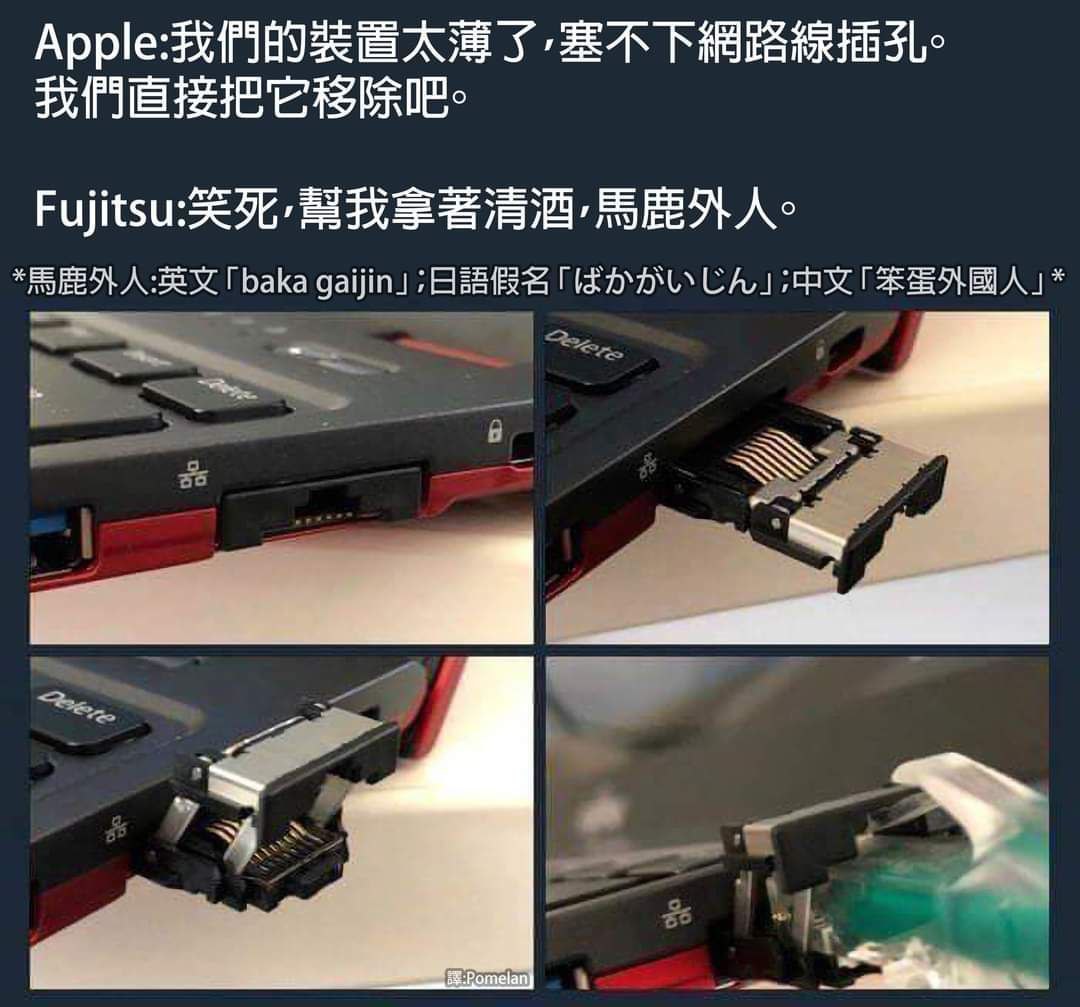 Apple:我們的裝置太薄了,塞不下網路線插孔。
我們直接把它移除吧。
Fujitsu:笑死,幫我拿著清酒,馬鹿外人。
*馬鹿外人:英文「baka gaijin」;日語假名「ばかがいじん」;中文「笨蛋外國人」*
Delete
Delete
Delete
譯:Pomelan